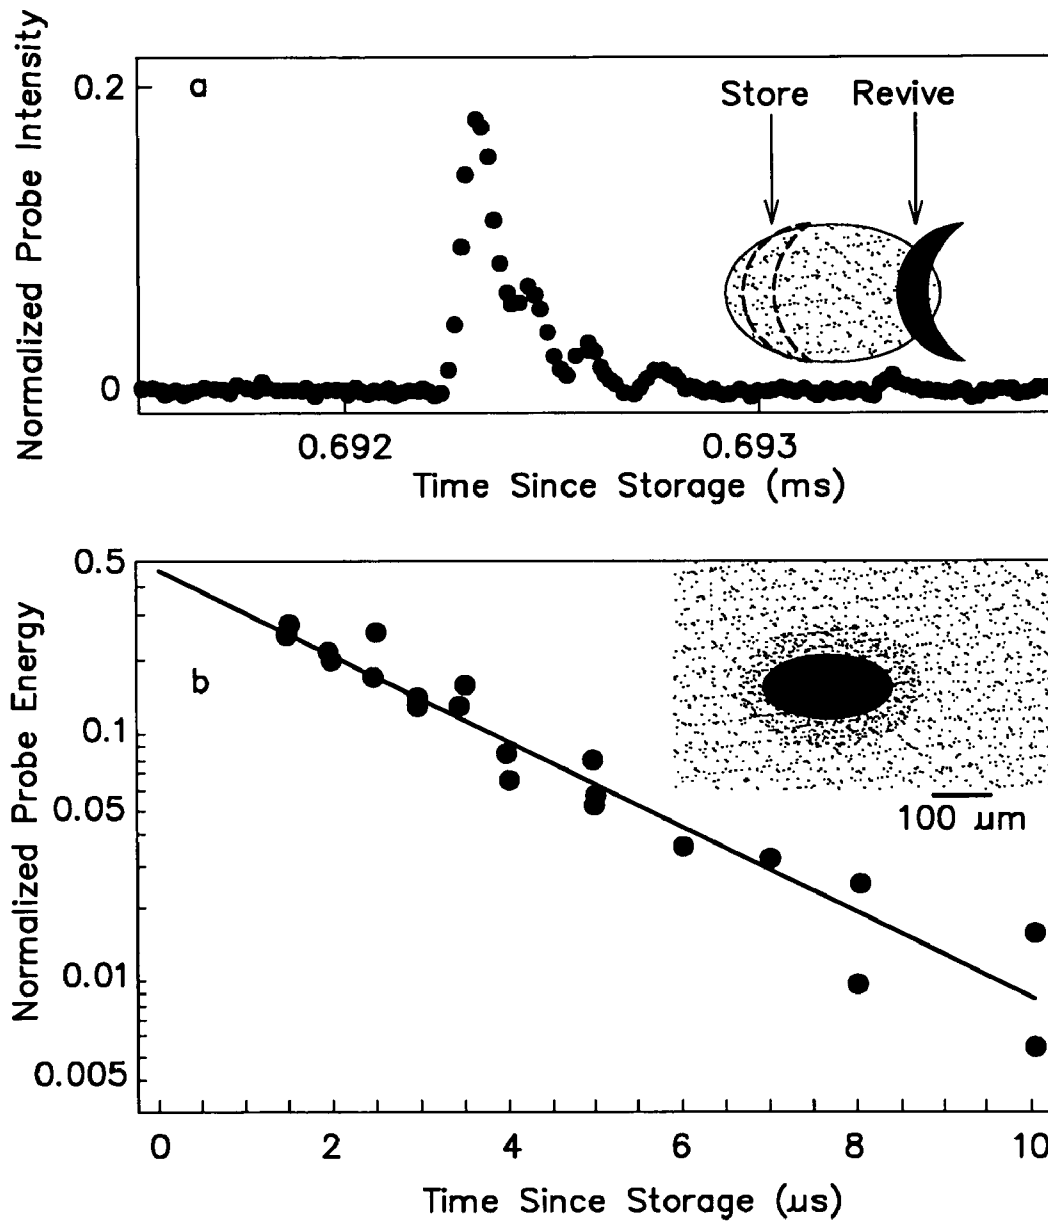 Normalized Probe Intensity
0.2
a
Store Revive
0
0.692 0.693
Time Since Storage (ms)
Normalized Probe Energy
0.5
b
0.1
0.05
100 μm
0.01
0.005
0 2 4 6 8 10
Time Since Storage (μs)